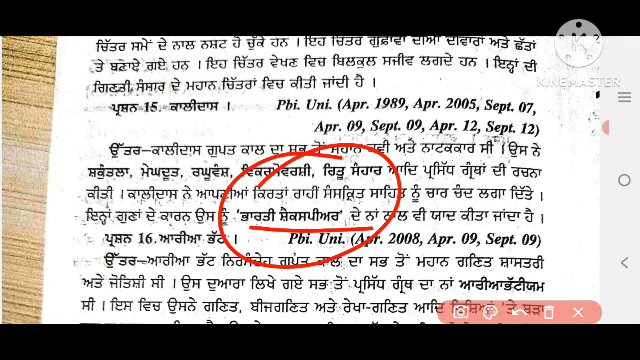 ਚਿੱਤਰ ਸਮੇਂ ਦੇ ਨਾਲ ਨਸ਼ਟ ਹੋ ਚੁੱਕੇ ਹਨ । ਇਹ ਚਿੱਤਰ ਗੁਫ਼ਾਵਾਂ ਦੀਆਂ ਦੀਵਾਰਾਂ ਅਤੇ ਛੱਤਾਂ
ਤੇ ਬਣਾਏ ਗਏ ਹਨ । ਇਹ ਚਿੱਤਰ ਵੇਖਣ ਵਿਚ ਬਿਲਕੁਲ ਸਜੀਵ ਲਗਦੇ ਹਨ । ਇਨ੍ਹਾਂ ਦੀ
ਗਿਣਤੀ ਸੰਸਾਰ ਦੇ ਮਹਾਨ ਚਿੱਤਰਾਂ ਵਿਚ ਕੀਤੀ ਜਾਂਦੀ ਹੈ ।
ਪ੍ਰਸ਼ਨ 15. ਕਾਲੀਦਾਸ । Pbi. Uni. (Apr. 1989, Apr. 2005, Sept. 07,
Apr. 09, Sept. 09, Apr. 12, Sept. 12)
ਉੱਤਰ—ਕਾਲੀਦਾਸ ਗੁਪਤ ਕਾਲ ਦਾ ਸਭ ਤੋਂ ਮਹਾਨ ਕਵੀ ਅਤੇ ਨਾਟਕਕਾਰ ਸੀ । ਉਸ ਨੇ
ਸ਼ਕੁੰਤਲਾ, ਮੇਘਦੂਤ, ਰਘੂਵੰਸ਼, ਵਿਕਰਮੋਵਰਸ਼ੀ, ਰਿਤੂ ਸੰਹਾਰ ਆਦਿ ਪ੍ਰਸਿੱਧ ਗ੍ਰੰਥਾਂ ਦੀ ਰਚਨਾ
ਕੀਤੀ । ਕਾਲੀਦਾਸ ਨੇ ਆਪਣੀਆਂ ਕਿਰਤਾਂ ਰਾਹੀਂ ਸੰਸਕ੍ਰਿਤ ਸਾਹਿਤ ਨੂੰ ਚਾਰ ਚੰਦ ਲਗਾ ਦਿੱਤੇ ।
ਇਨ੍ਹਾਂ ਗੁਣਾਂ ਦੇ ਕਾਰਨ ਉਸ ਨੂੰ 'ਭਾਰਤੀ ਸ਼ੈਕਸਪੀਅਰ' ਦੇ ਨਾਂ ਨਾਲ ਵੀ ਯਾਦ ਕੀਤਾ ਜਾਂਦਾ ਹੈ ।
ਪ੍ਰਸ਼ਨ 16. ਆਰੀਆ ਭੱਟ । Pbi. Uni. (Apr. 2008, Apr. 09, Sept. 09)
ਉੱਤਰ—ਆਰੀਆ ਭੱਟ ਨਿਰਸੰਦੇਹ ਗੁਪਤ ਕਾਲ ਦਾ ਸਭ ਤੋਂ ਮਹਾਨ ਗਣਿਤ ਸ਼ਾਸਤਰੀ
ਅਤੇ ਜੋਤਿਸ਼ੀ ਸੀ । ਉਸ ਦੁਆਰਾ ਲਿਖੇ ਗਏ ਸਭ ਤੋਂ ਪ੍ਰਸਿੱਧ ਗ੍ਰੰਥ ਦਾ ਨਾਂ ਆਰੀਆਭੱਟੀਯਮ
ਸੀ । ਇਸ ਵਿਚ ਉਸਨੇ ਗਣਿਤ, ਬੀਜਗਣਿਤ ਅਤੇ ਰੇਖਾ-ਗਣਿਤ ਆਦਿ ਵਿਸ਼ਿਆਂ 'ਤੇ ਬੜਾ
KINEMASTER